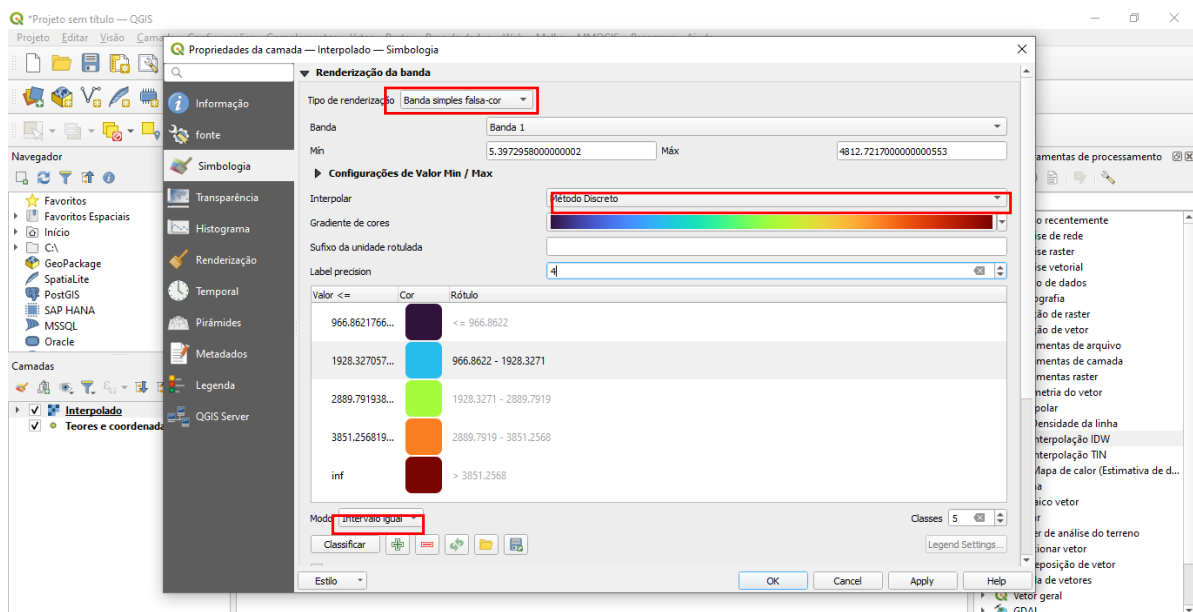 *Projeto sem título — QGIS
Projeto Editar Visão
Propriedades da camada — Interpolado — Simbologia
Informação
fonte
Simbologia
Transparência
Histograma
Renderização
Temporal
Pirâmides
Metadados
Legenda
QGIS Server
Renderização da banda
Tipo de renderização Banda simples falsa-cor
Banda Banda 1
Mín 5.3972958000000002 Máx 4812.7217000000000553
Configurações de Valor Min / Max
Interpolar Método Discreto
Gradiente de cores
Sufixo da unidade rotulada
Label precision 4
Valor <= Cor Rótulo
966.8621766... <= 966.8622
1928.327057... 966.8622 - 1928.3271
2889.791938... 1928.3271 - 2889.7919
3851.256819... 2889.7919 - 3851.2568
inf > 3851.2568
Modo Intervalo igual Classes 5
Classificar Legend Settings...
Estilo OK Cancel Apply Help
Navegador
Favoritos
Favoritos Espaciais
Início
C:\
GeoPackage
SpatiaLite
PostGIS
SAP HANA
MSSQL
Oracle
Camadas
Interpolado
Teores e coordenada
ramentas de processamento
o recentemente
ise de rede
ise raster
ise vetorial
o de dados
ografia
ão de raster
ão de vetor
mentas de arquivo
mentas de camada
mentas raster
metria do vetor
polar
Densidade da linha
nterpolação IDW
nterpolação TIN
Mapa de calor (Estimativa de d...
a
aico vetor
r
er de análise do terreno
ionar vetor
eposição de vetor
la de vetores
Vetor geral
GDAL